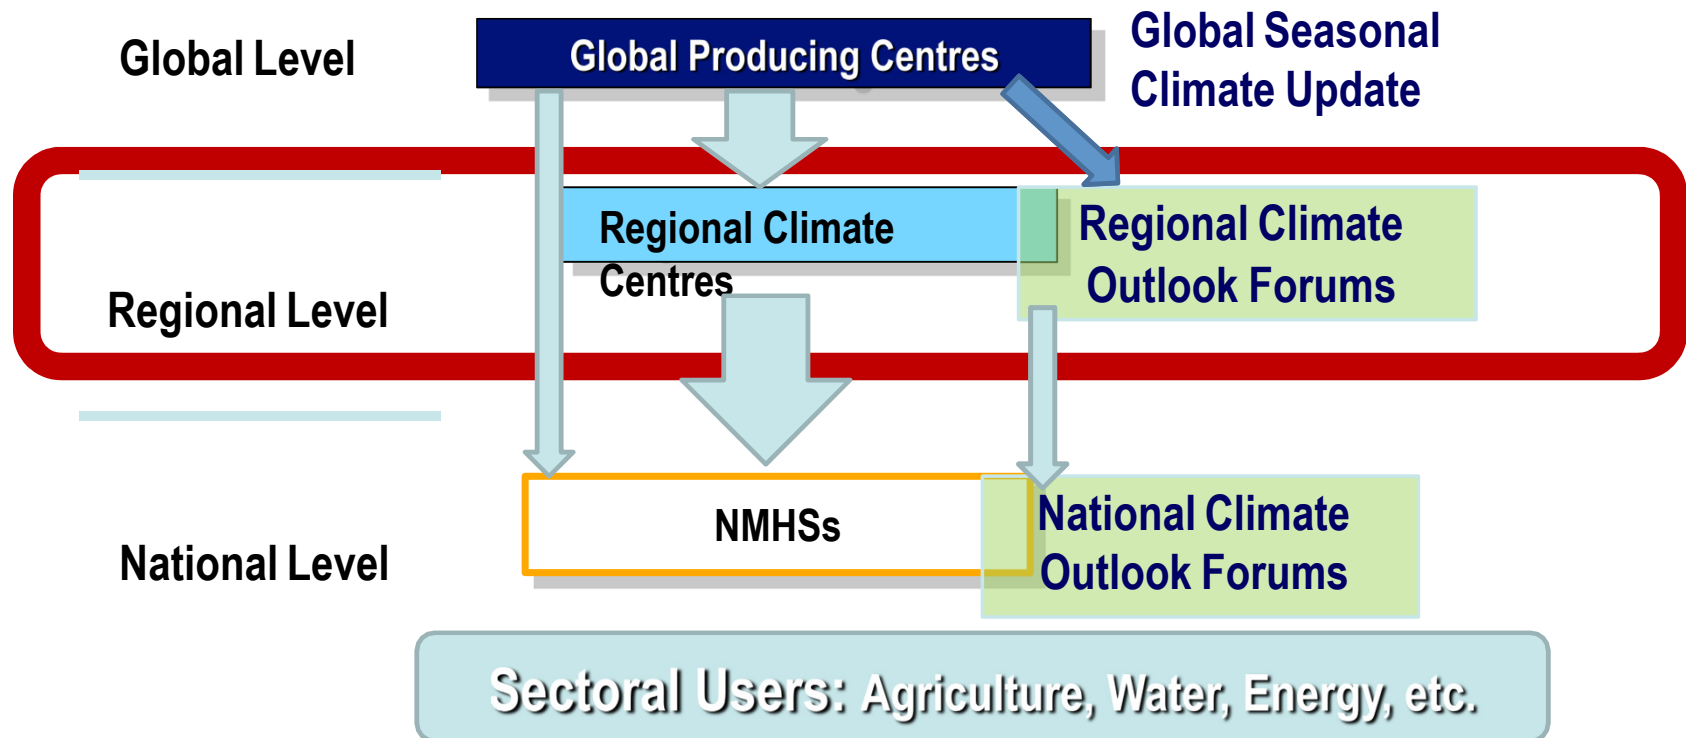 Global Level
Global Producing Centres
Global Seasonal
Climate Update
Regional Level
Regional Climate
Centres
Regional Climate
Outlook Forums
National Level
NMHSs
National Climate
Outlook Forums
Sectoral Users: Agriculture, Water, Energy, etc.